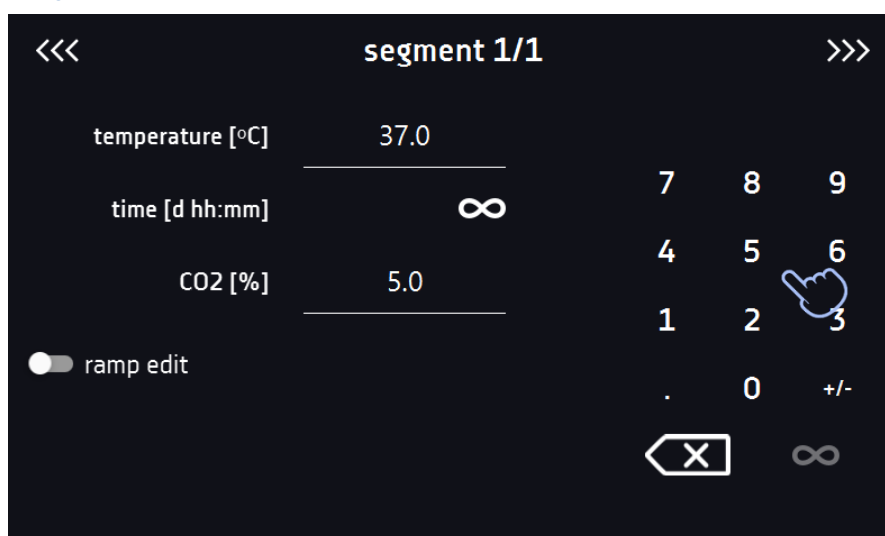 <<< segment 1/1 >>>
temperature [°C] 37.0
time [d hh:mm] ∞
CO2 [%] 5.0
ramp edit
7 8 9
4 5 6
1 2 3
. 0 +/-
∞